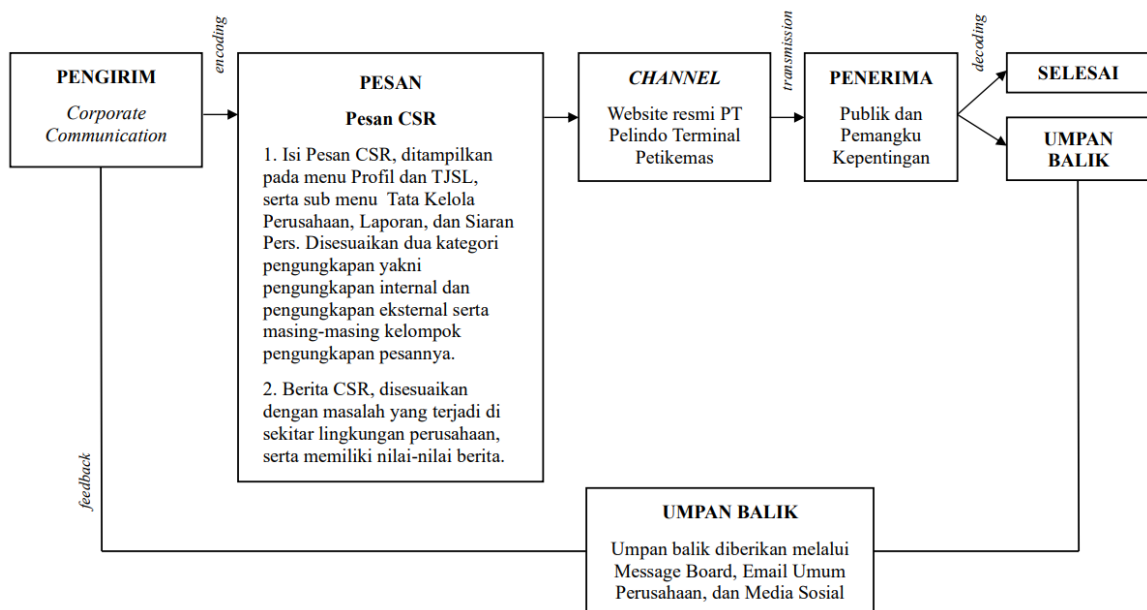 encoding
PENGIRIM
Corporate
Communication
PESAN
Pesan CSR
1. Isi Pesan CSR, ditampilkan
pada menu Profil dan TJSL,
serta sub menu Tata Kelola
Perusahaan, Laporan, dan Siaran
Pers. Disesuaikan dua kategori
pengungkapan yakni
pengungkapan internal dan
pengungkapan eksternal serta
masing-masing kelompok
pengungkapan pesannya.
2. Berita CSR, disesuaikan
dengan masalah yang terjadi di
sekitar lingkungan perusahaan,
serta memiliki nilai-nilai berita.
CHANNEL
Website resmi PT
Pelindo Terminal
Petikemas
transmission
PENERIMA
Publik dan
Pemangku
Kepentingan
decoding
SELESAI
UMPAN
BALIK
feedback
UMPAN BALIK
Umpan balik diberikan melalui
Message Board, Email Umum
Perusahaan, dan Media Sosial